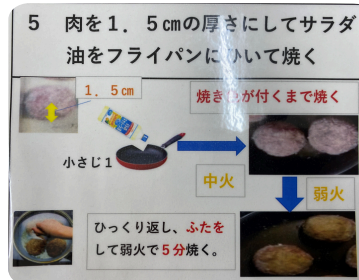 5 肉を１．５㎝の厚さにしてサラダ
油をフライパンにひいて焼く
１．５㎝
焼き が付くまで焼く
小さじ１
中火
弱火
ひっくり返し、ふたを
して弱火で５分焼く。